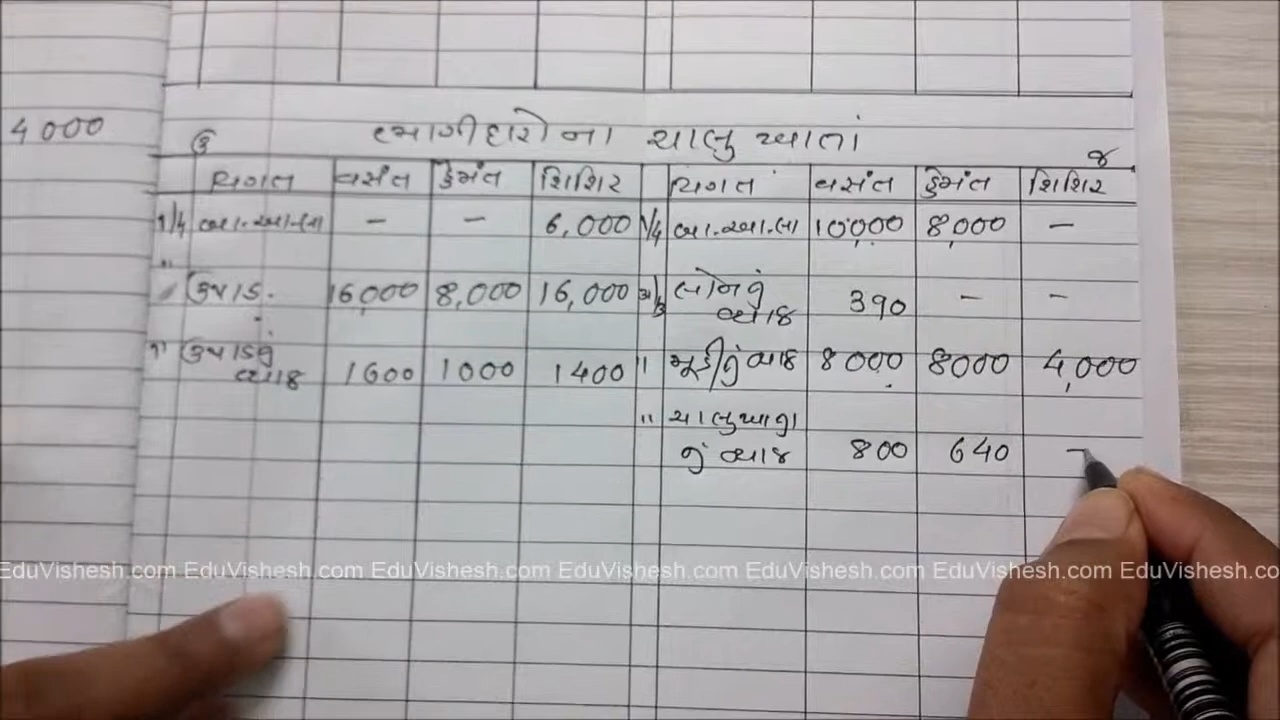 4000
ભાગીદારોના ચાલુ ખાતાં
ઉ જ
વિગત વસંત હેમંત શિશિર વિગત વસંત હેમંત શિશિર
1/4 બા.આ.લા - - 6,000 1/4 બા.આ.લા 10,000 8,000 -
" ઉપાડ. 16,000 8,000 16,000 31/3 લોનનું
વ્યાજ 390 - -
" ઉપાડનું
વ્યાજ 1600 1000 1400 " મૂડીનું વ્યાજ 8000 8000 4,000
" ચાલુખાતા
નું વ્યાજ 800 640 -
EduVishesh.com EduVishesh.com EduVishesh.com EduVishesh.com EduVishesh.com EduVishesh.com EduVishesh.co